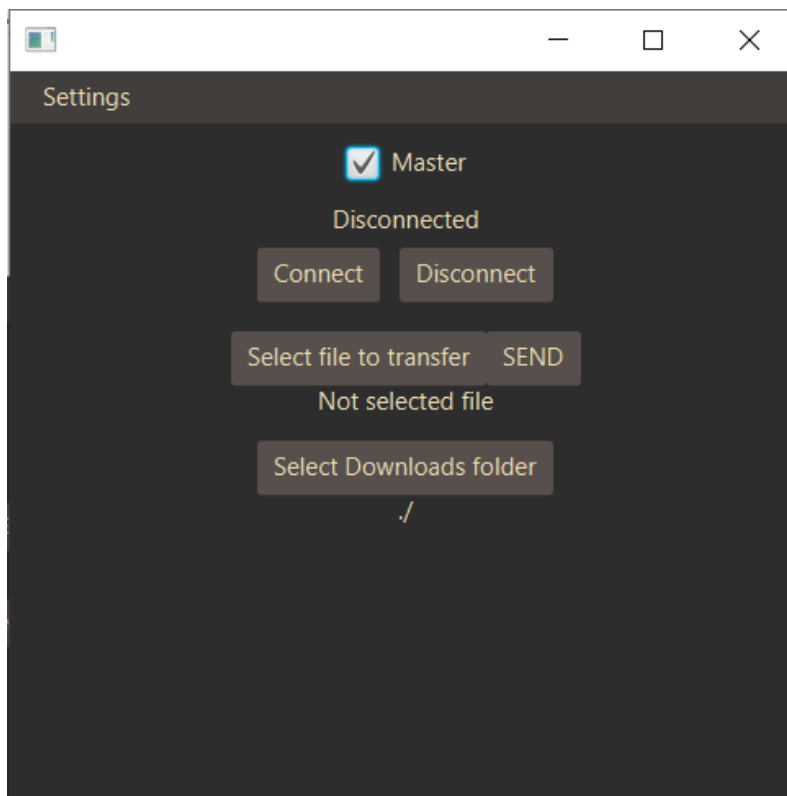 Settings
Master
Disconnected
Connect Disconnect
Select file to transfer SEND
Not selected file
Select Downloads folder
./